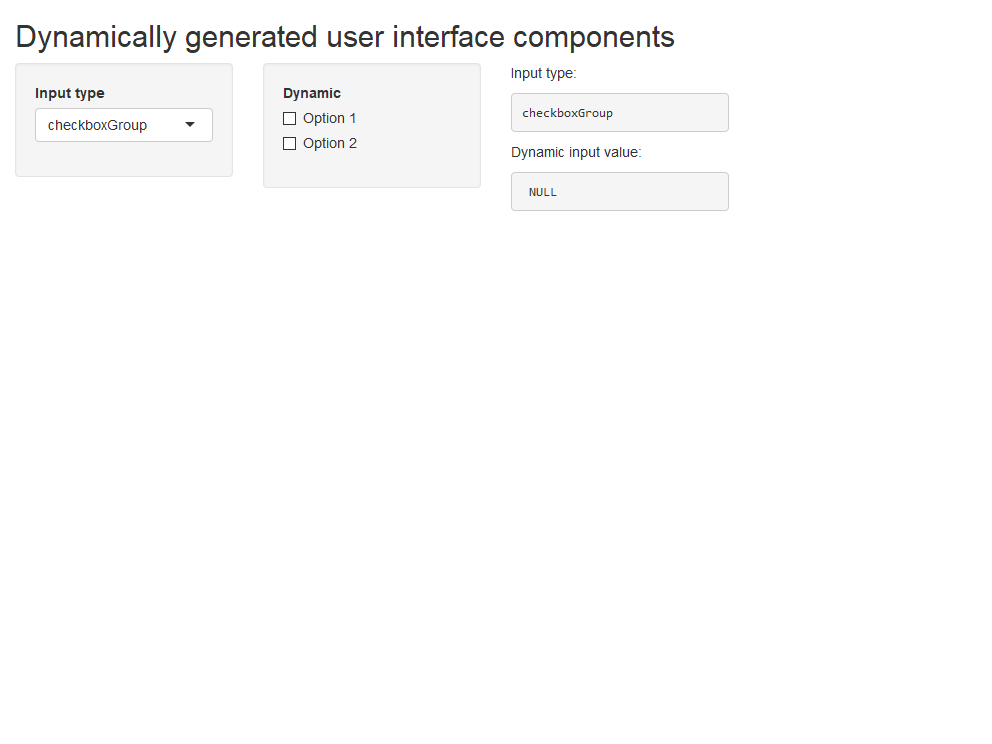 Dynamically generated user interface components
Input type
checkboxGroup
Dynamic
Option 1
Option 2
Input type:
checkboxGroup
Dynamic input value:
NULL